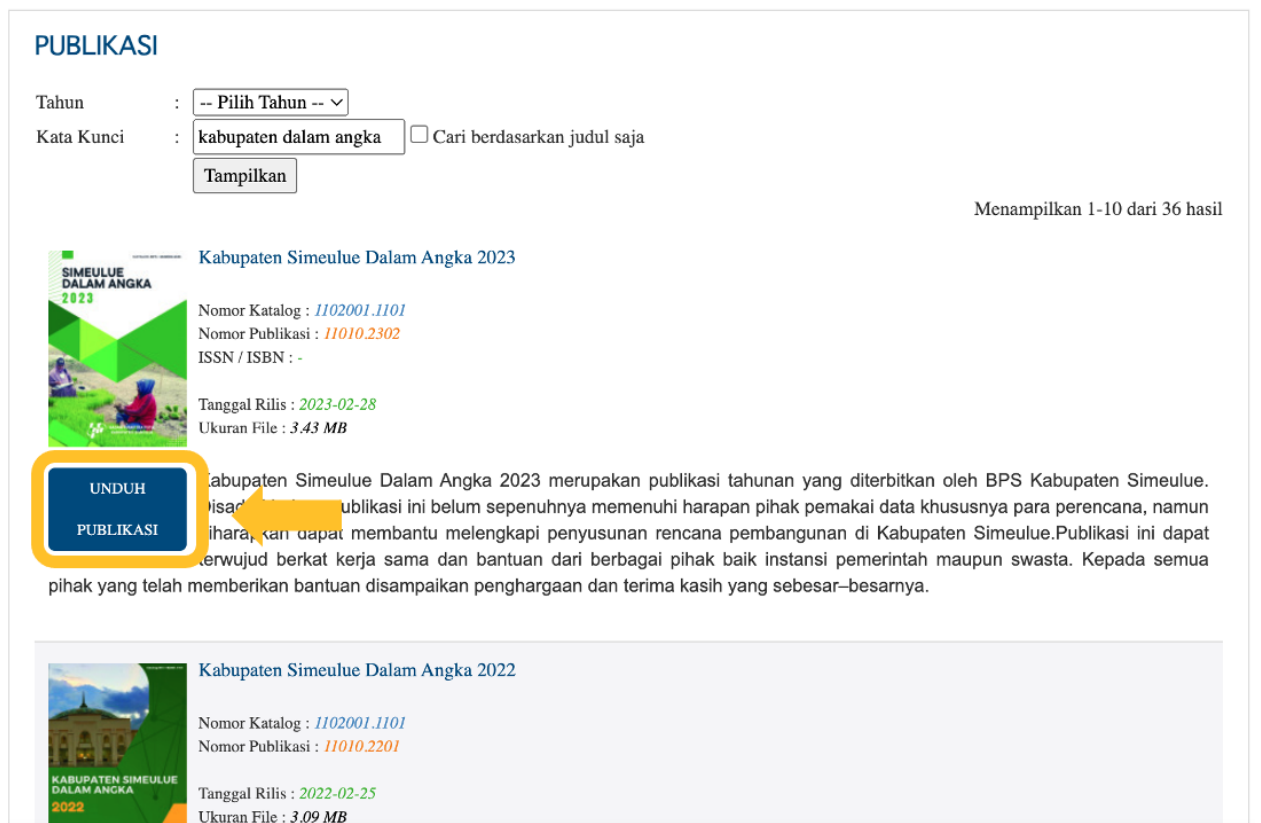 PUBLIKASI
Tahun : -- Pilih Tahun --
Kata Kunci : kabupaten dalam angka Cari berdasarkan judul saja
Tampilkan
Menampilkan 1-10 dari 36 hasil
SIMEULUE
DALAM ANGKA
2023
Kabupaten Simeulue Dalam Angka 2023
Nomor Katalog : 1102001.1101
Nomor Publikasi : 11010.2302
ISSN / ISBN : -
Tanggal Rilis : 2023-02-28
Ukuran File : 3.43 MB
UNDUH
PUBLIKASI
Kabupaten Simeulue Dalam Angka 2023 merupakan publikasi tahunan yang diterbitkan oleh BPS Kabupaten Simeulue.
ublikasi ini belum sepenuhnya memenuhi harapan pihak pemakai data khususnya para perencana, namun
diharapkan dapat membantu melengkapi penyusunan rencana pembangunan di Kabupaten Simeulue.Publikasi ini dapat
terwujud berkat kerja sama dan bantuan dari berbagai pihak baik instansi pemerintah maupun swasta. Kepada semua
pihak yang telah memberikan bantuan disampaikan penghargaan dan terima kasih yang sebesar–besarnya.
KABUPATEN SIMEULUE
DALAM ANGKA
2022
Kabupaten Simeulue Dalam Angka 2022
Nomor Katalog : 1102001.1101
Nomor Publikasi : 11010.2201
Tanggal Rilis : 2022-02-25
Ukuran File : 3.09 MB